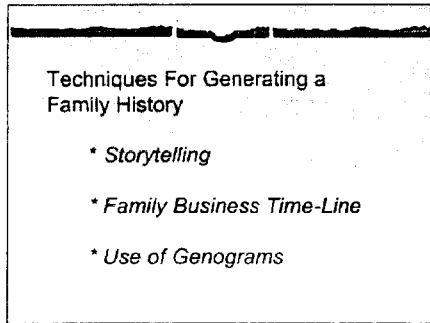 Techniques For Generating a
Family History
* Storytelling
* Family Business Time-Line
* Use of Genograms